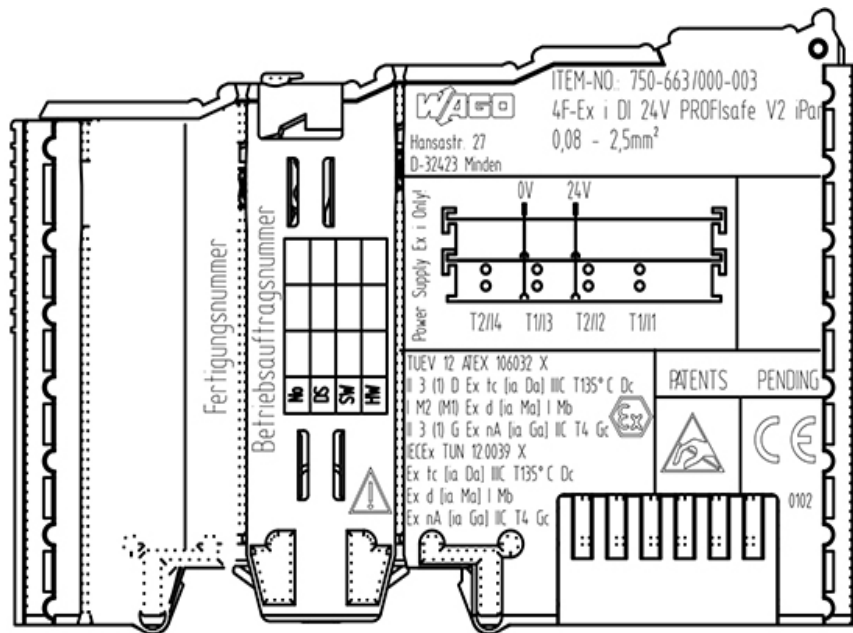 WAGO
Hansastr. 27
D-32423 Minden
ITEM-NO.: 750-663/000-003
4F-Ex i DI 24V PROFIsafe V2 iPar
0,08 - 2,5mm²
Power Supply Ex i Only!
0V 24V
T2/I4 T1/I3 T2/I2 T1/I1
Fertigungsnummer
Betriebsauftragsnummer
No
DS
SW
HW
TUEV 12 ATEX 106032 X
II 3 (1) D Ex tc [ia Da] IIIC T135°C Dc
I M2 (M1) Ex d [ia Ma] I Mb
II 3 (1) G Ex nA [ia Ga] IIC T4 Gc
IECEx TUN 12 0039 X
Ex tc [ia Da] IIIC T135°C Dc
Ex d [ia Ma] I Mb
Ex nA [ia Ga] IIC T4 Gc
Ex
PATENTS PENDING
CE
0102